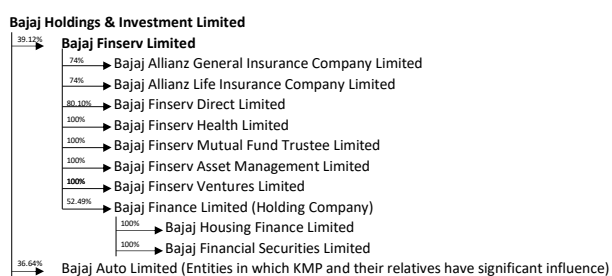 Bajaj Holdings & Investment Limited
39.12% Bajaj Finserv Limited
74% Bajaj Allianz General Insurance Company Limited
74% Bajaj Allianz Life Insurance Company Limited
80.10% Bajaj Finserv Direct Limited
100% Bajaj Finserv Health Limited
100% Bajaj Finserv Mutual Fund Trustee Limited
100% Bajaj Finserv Asset Management Limited
100% Bajaj Finserv Ventures Limited
52.49% Bajaj Finance Limited (Holding Company)
100% Bajaj Housing Finance Limited
100% Bajaj Financial Securities Limited
36.64% Bajaj Auto Limited (Entities in which KMP and their relatives have significant influence)